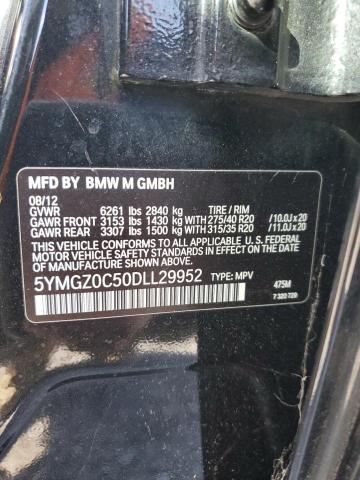 MFD BY BMW M GMBH
08/12
GVWR 6261 lbs 2840 kg TIRE / RIM
GAWR FRONT 3153 lbs 1430 kg WITH 275/40 R20 /10.0J x 20
GAWR REAR 3307 lbs 1500 kg WITH 315/35 R20 /11.0J x 20
THIS VEHICLE CONFORMS TO ALL APPLICABLE U. S. FEDERAL
MOTOR VEHICLE SAFETY STANDARDS IN EFFECT ON THE
DATE OF MANUFACTURE SHOWN ABOVE.
5YMGZ0C50DLL29952 TYPE: MPV
475M
7 320 720